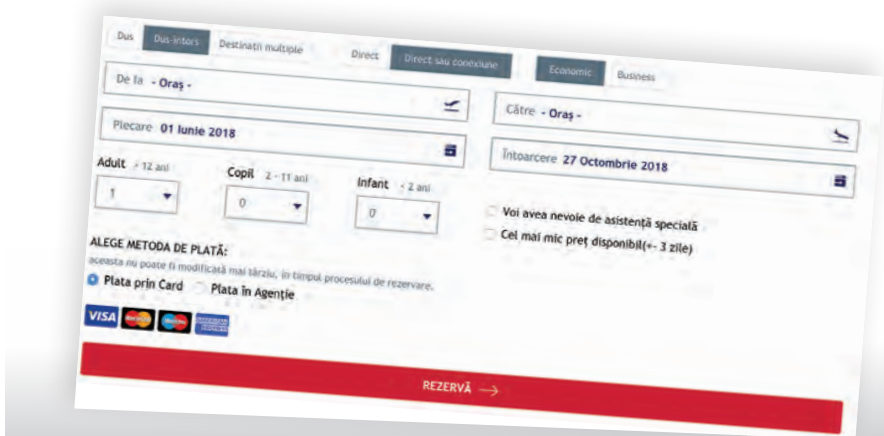 Dus Dus-întors Destinații multiple Direct Direct sau conexiune Economic Business
De la - Oraș -
Către - Oraș -
Plecare 01 Iunie 2018
Întoarcere 27 Octombrie 2018
Adult + 12 ani Copil 2 - 11 ani Infant - 2 ani
1 0 0
Voi avea nevoie de asistență specială
Cel mai mic preț disponibil(+- 3 zile)
ALEGE METODA DE PLATĂ:
aceasta nu poate fi modificată mai târziu, în timpul procesului de rezervare.
Plata prin Card Plata în Agenție
VISA
REZERVĂ →